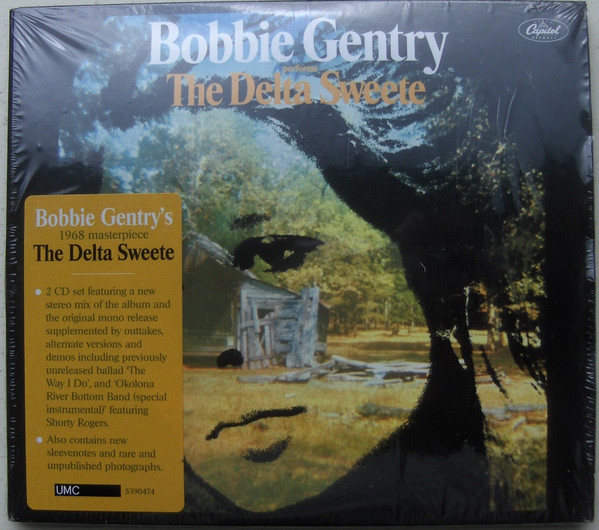 Bobbie Gentry
Capitol
RECORDS
performs
The Delta Sweete
Bobbie Gentry's
1968 masterpiece
The Delta Sweete
• 2 CD set featuring a new
stereo mix of the album and
the original mono release
supplemented by outtakes,
alternate versions and
demos including previously
unreleased ballad 'The
Way I Do', and 'Okolona
River Bottom Band (special
instrumental)' featuring
Shorty Rogers.
• Also contains new
sleevenotes and rare and
unpublished photographs.
UMC 5390474